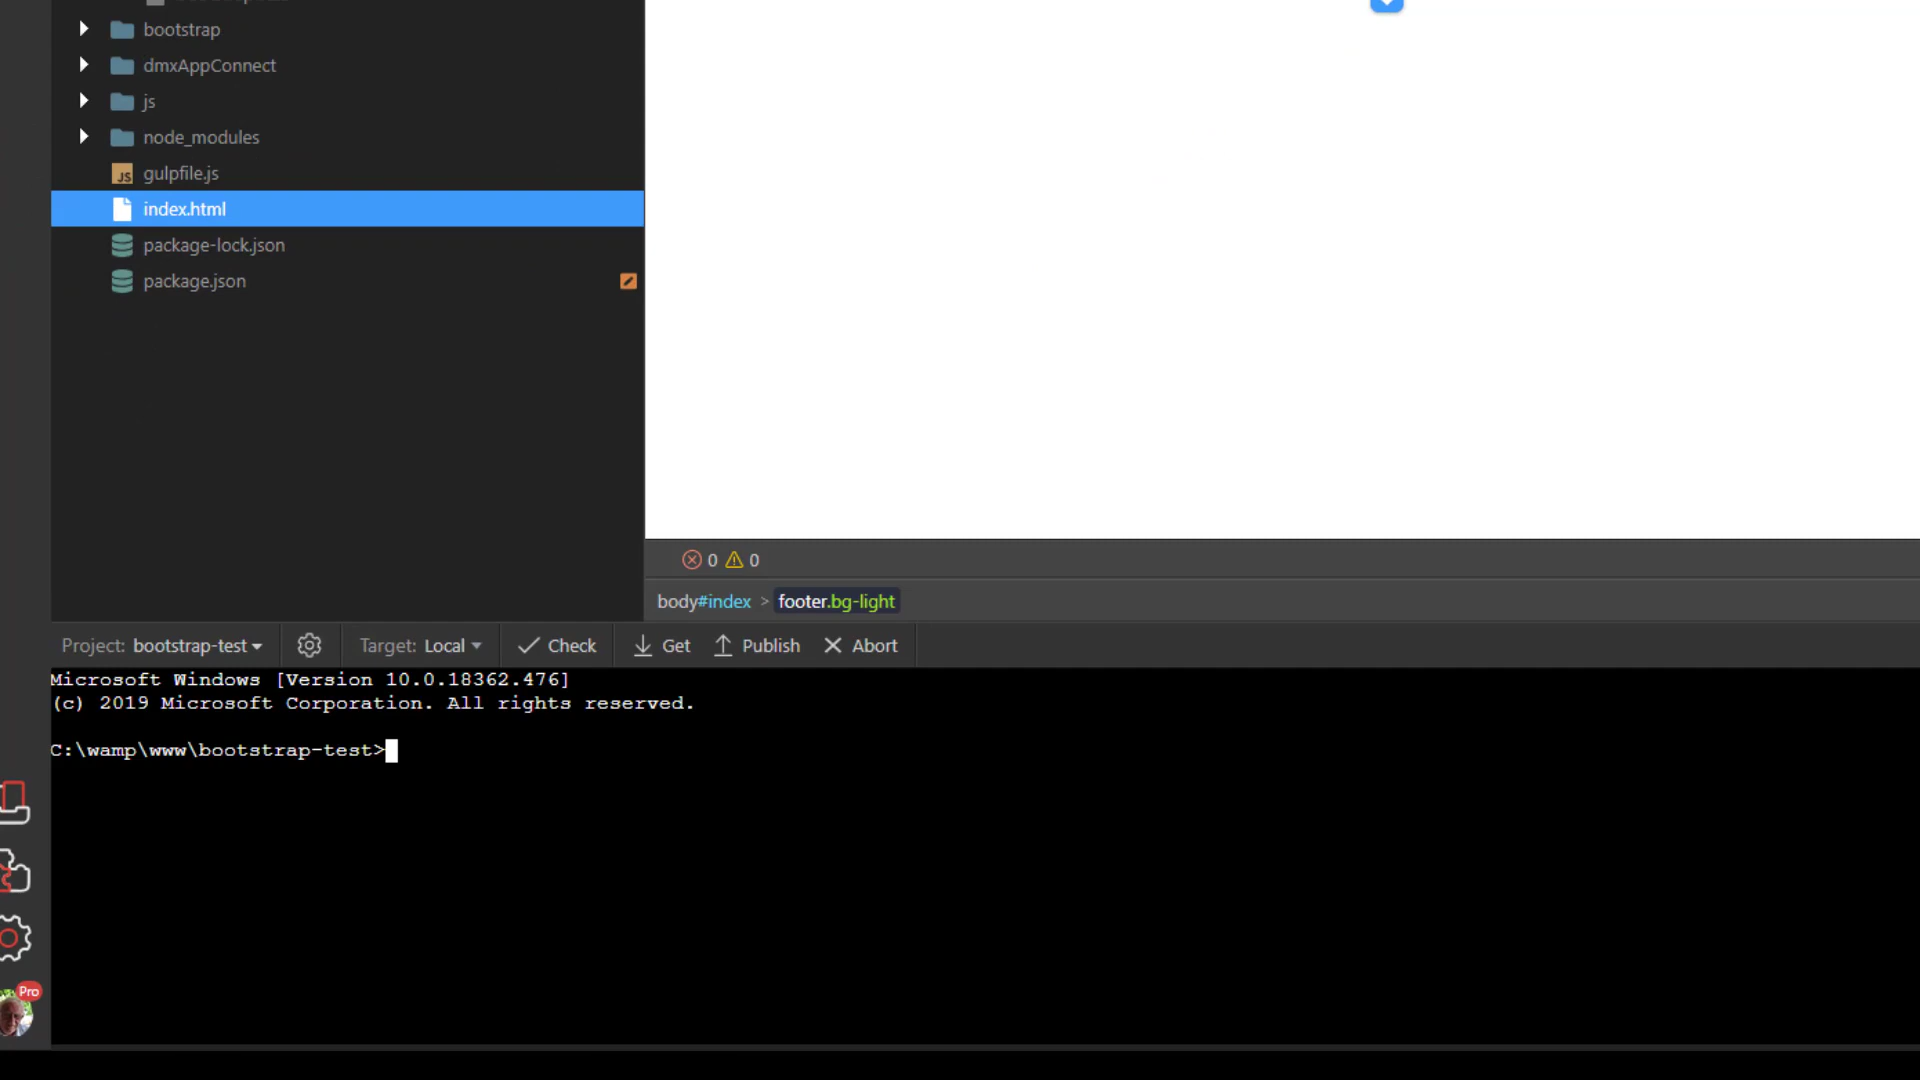 bootstrap
dmxAppConnect
js
node_modules
JS gulpfile.js
index.html
package-lock.json
package.json
0 0
body#index > footer.bg-light
Project: bootstrap-test Target: Local Check Get Publish Abort
Microsoft Windows [Version 10.0.18362.476]
(c) 2019 Microsoft Corporation. All rights reserved.
C:\wamp\www\bootstrap-test>
Pro